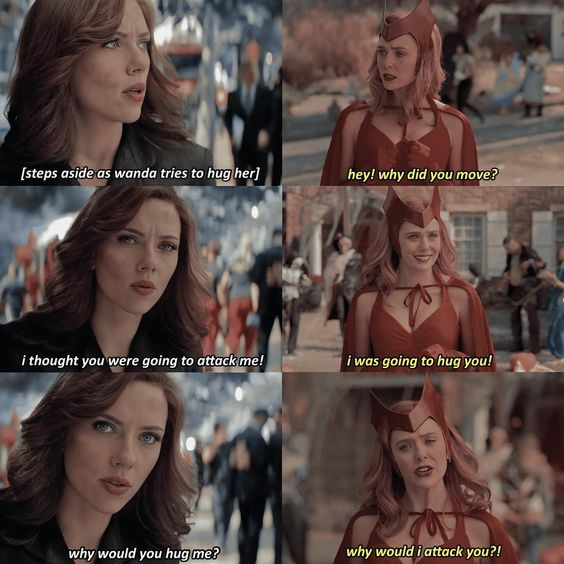 [steps aside as wanda tries to hug her]
hey! why did you move?
i thought you were going to attack me!
i was going to hug you!
why would you hug me?
why would i attack you?!